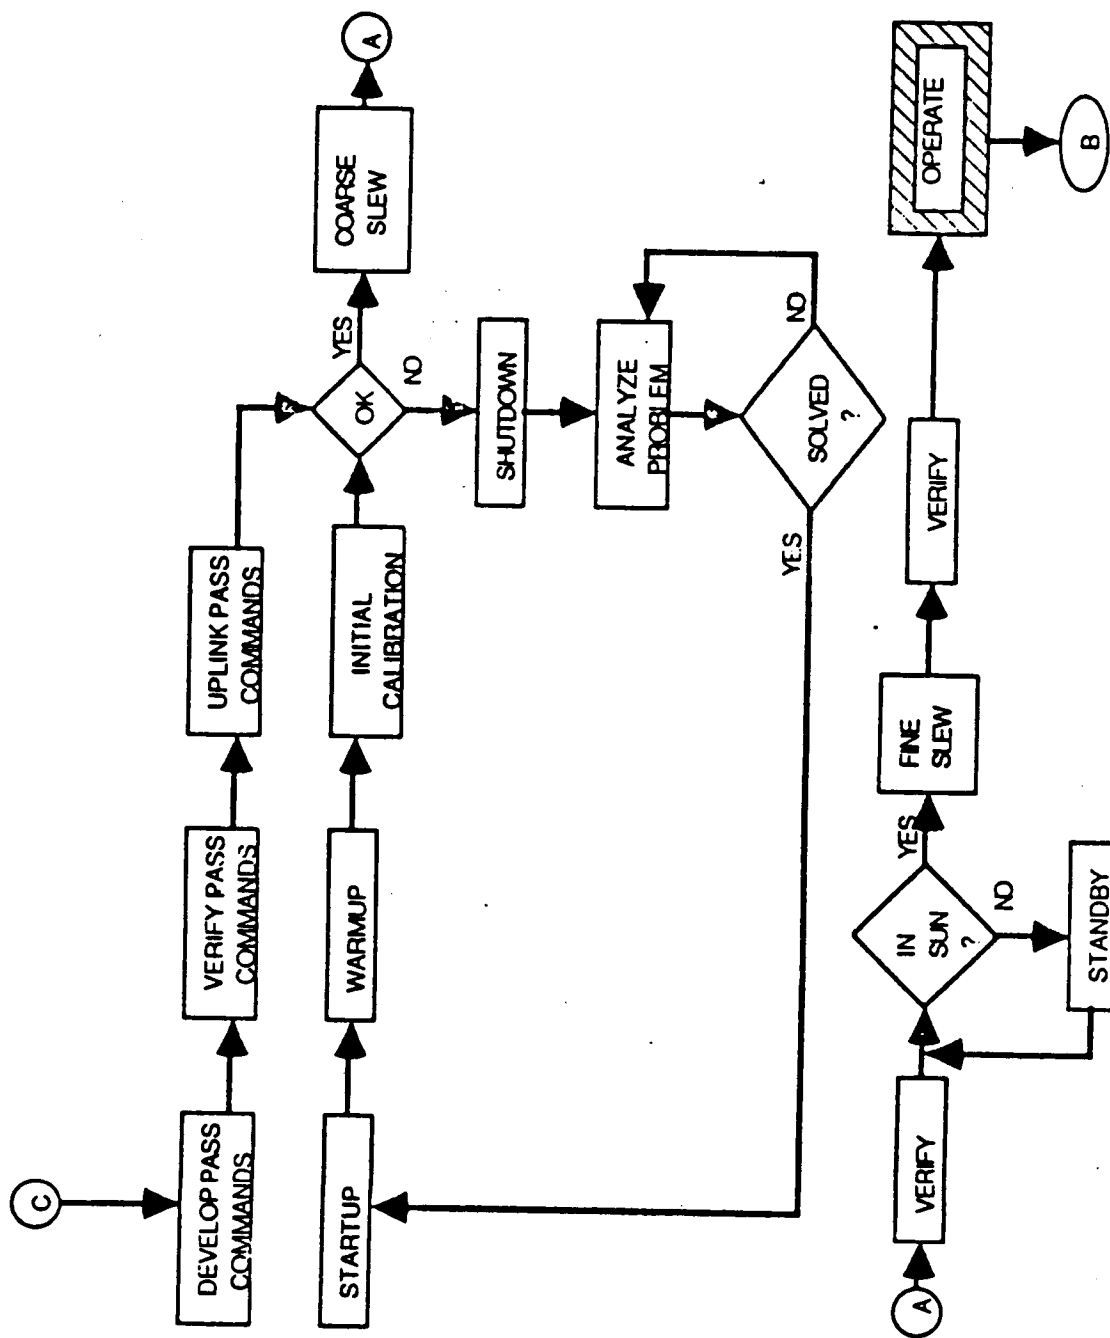 C
DEVELOP PASS
COMMANDS
VERIFY PASS
COMMANDS
UPLINK PASS
COMMANDS
STARTUP
WARMUP
INITIAL
CALIBRATION
OK
YES
NO
COARSE
SLEW
A
SHUTDOWN
ANALYZE
PROBLEM
SOLVED
?
YES
NO
A
VERIFY
IN
SUN
?
YES
NO
STANDBY
FINE
SLEW
VERIFY
OPERATE
B